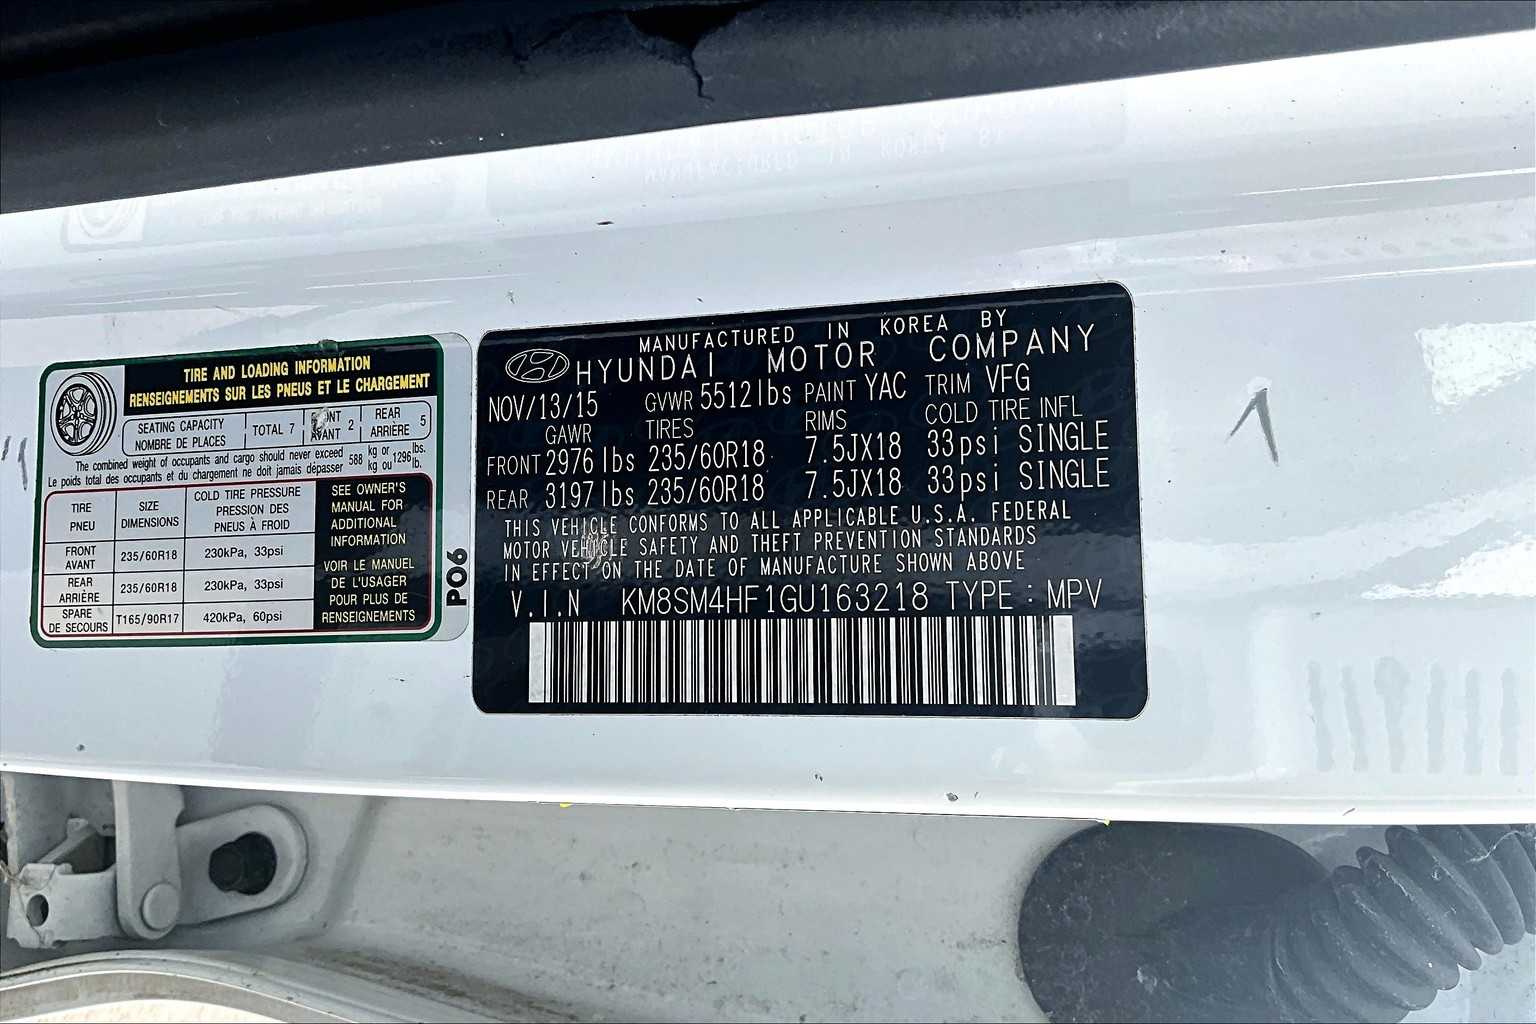 TIRE AND LOADING INFORMATION
RENSEIGNEMENTS SUR LES PNEUS ET LE CHARGEMENT
SEATING CAPACITY
NOMBRE DE PLACES
TOTAL 7
FRONT
AVANT 2
REAR
ARRIÈRE 5
The combined weight of occupants and cargo should never exceed 588 kg or 1296 lbs.
Le poids total des occupants et du chargement ne doit jamais dépasser kg ou lb.
TIRE
PNEU
SIZE
DIMENSIONS
COLD TIRE PRESSURE
PRESSION DES
PNEUS À FROID
FRONT
AVANT
235/60R18
230kPa, 33psi
REAR
ARRIÈRE
235/60R18
230kPa, 33psi
SPARE
DE SECOURS
T165/90R17
420kPa, 60psi
SEE OWNER'S
MANUAL FOR
ADDITIONAL
INFORMATION
VOIR LE MANUEL
DE L'USAGER
POUR PLUS DE
RENSEIGNEMENTS
P06
MANUFACTURED IN KOREA BY
HYUNDAI MOTOR COMPANY
NOV/13/15 GVWR 5512lbs PAINT YAC TRIM VFG
GAWR TIRES RIMS COLD TIRE INFL
FRONT 2976 lbs 235/60R18 7.5JX18 33psi SINGLE
REAR 3197 lbs 235/60R18 7.5JX18 33psi SINGLE
THIS VEHICLE CONFORMS TO ALL APPLICABLE U.S.A. FEDERAL
MOTOR VEHICLE SAFETY AND THEFT PREVENTION STANDARDS
IN EFFECT ON THE DATE OF MANUFACTURE SHOWN ABOVE
V.I.N KM8SM4HF1GU163218 TYPE : MPV